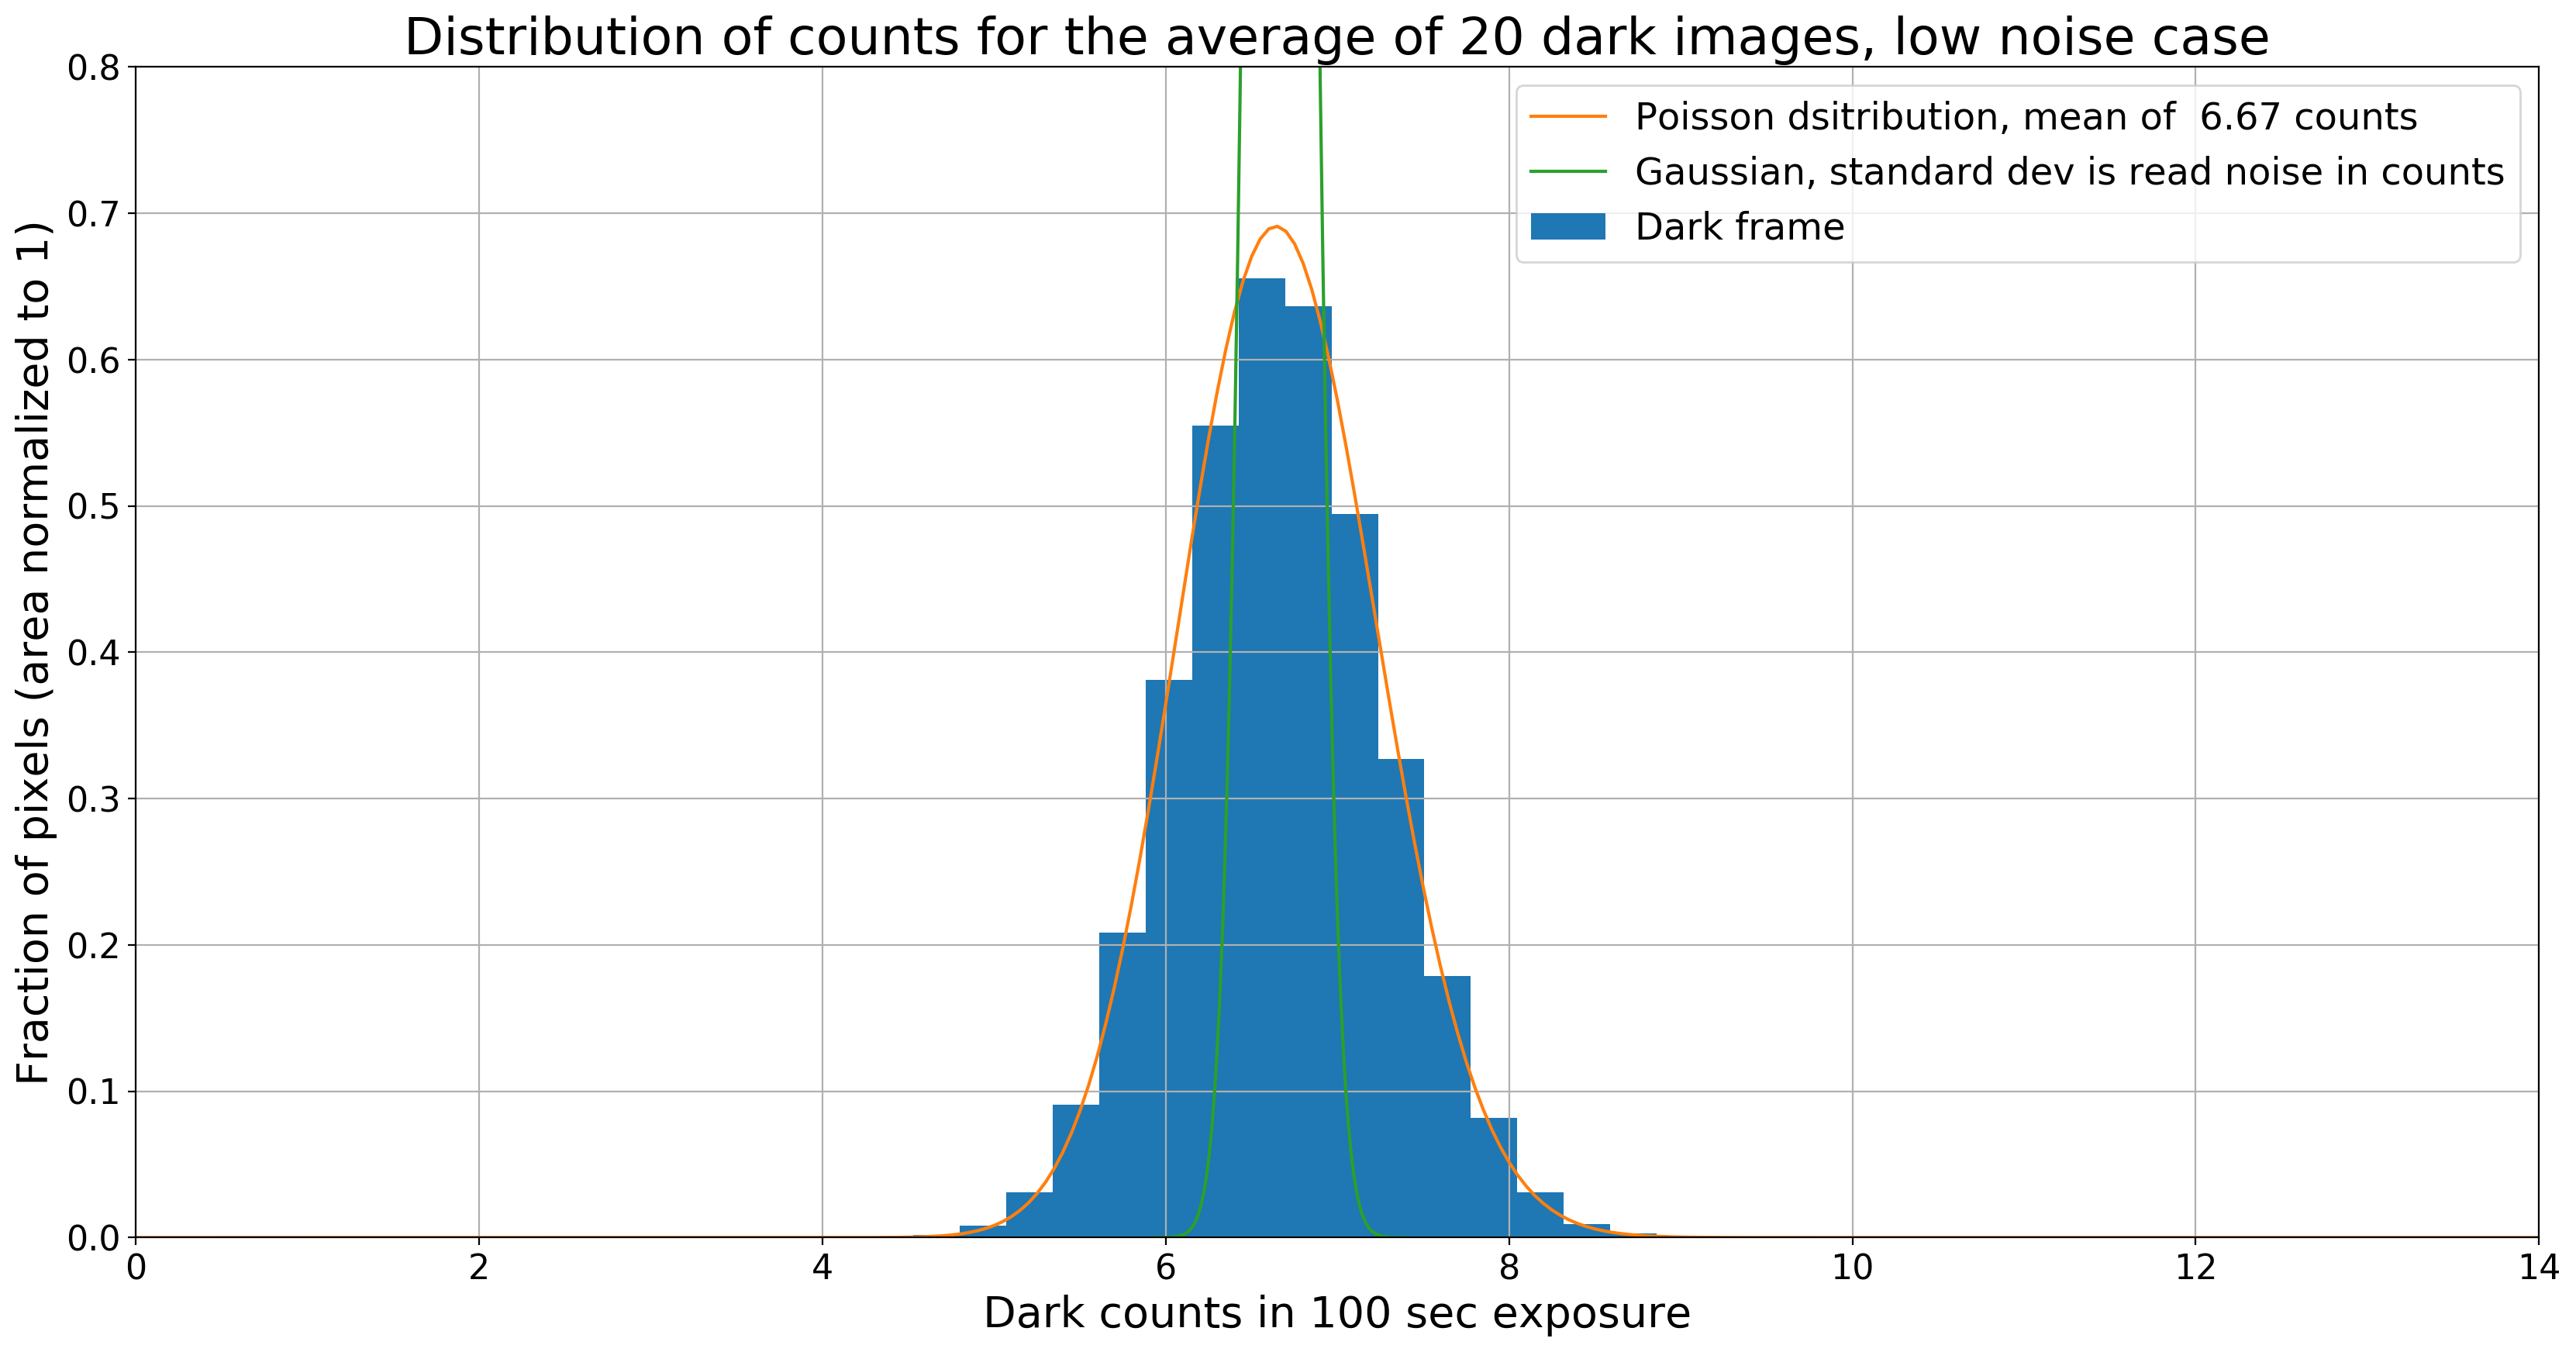 Distribution of counts for the average of 20 dark images, low noise case
Poisson dsitribution, mean of  6.67 counts
Gaussian, standard dev is read noise in counts
Dark frame
Fraction of pixels (area normalized to 1)
0.8
0.7
0.6
0.5
0.4
0.3
0.2
0.1
0.0
0 2 4 6 8 10 12 14
Dark counts in 100 sec exposure